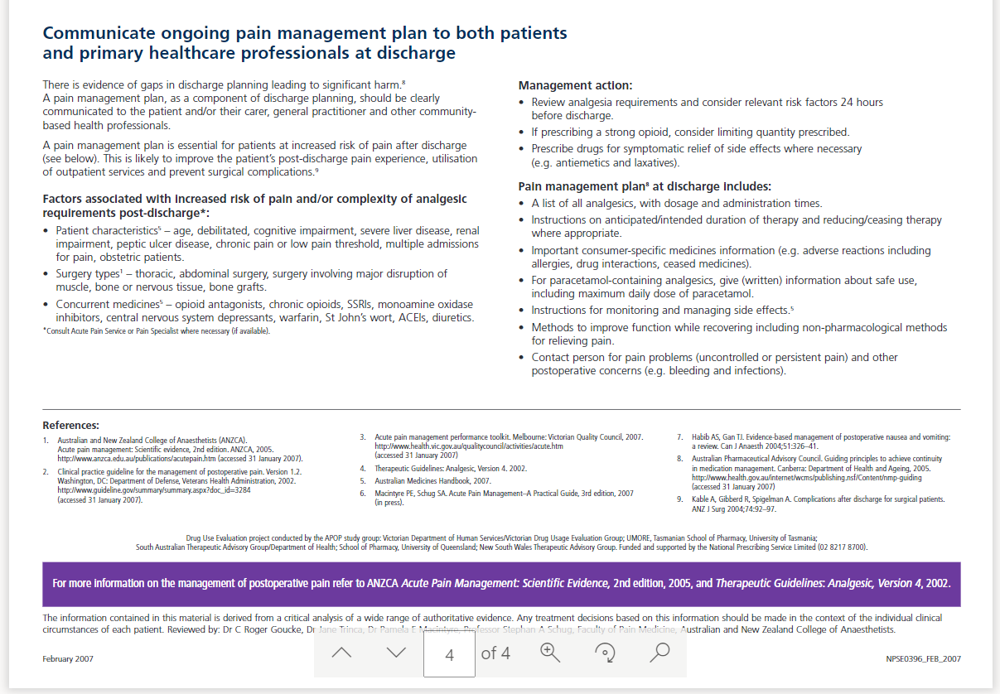 Communicate ongoing pain management plan to both patients
and primary healthcare professionals at discharge
There is evidence of gaps in discharge planning leading to significant harm.⁸
A pain management plan, as a component of discharge planning, should be clearly
communicated to the patient and/or their carer, general practitioner and other community-
based health professionals.
A pain management plan is essential for patients at increased risk of pain after discharge
(see below). This is likely to improve the patient's post-discharge pain experience, utilisation
of outpatient services and prevent surgical complications.⁹
Factors associated with increased risk of pain and/or complexity of analgesic
requirements post-discharge*:
• Patient characteristics⁵ – age, debilitated, cognitive impairment, severe liver disease, renal
impairment, peptic ulcer disease, chronic pain or low pain threshold, multiple admissions
for pain, obstetric patients.
• Surgery types¹ – thoracic, abdominal surgery, surgery involving major disruption of
muscle, bone or nervous tissue, bone grafts.
• Concurrent medicines⁵ – opioid antagonists, chronic opioids, SSRIs, monoamine oxidase
inhibitors, central nervous system depressants, warfarin, St John's wort, ACEIs, diuretics.
*Consult Acute Pain Service or Pain Specialist where necessary (if available).
Management action:
• Review analgesia requirements and consider relevant risk factors 24 hours
before discharge.
• If prescribing a strong opioid, consider limiting quantity prescribed.
• Prescribe drugs for symptomatic relief of side effects where necessary
(e.g. antiemetics and laxatives).
Pain management plan⁸ at discharge includes:
• A list of all analgesics, with dosage and administration times.
• Instructions on anticipated/intended duration of therapy and reducing/ceasing therapy
where appropriate.
• Important consumer-specific medicines information (e.g. adverse reactions including
allergies, drug interactions, ceased medicines).
• For paracetamol-containing analgesics, give (written) information about safe use,
including maximum daily dose of paracetamol.
• Instructions for monitoring and managing side effects.⁵
• Methods to improve function while recovering including non-pharmacological methods
for relieving pain.
• Contact person for pain problems (uncontrolled or persistent pain) and other
postoperative concerns (e.g. bleeding and infections).
References:
1. Australian and New Zealand College of Anaesthetists (ANZCA).
Acute pain management: Scientific evidence, 2nd edition. ANZCA, 2005.
http://www.anzca.edu.au/publications/acutepain.htm (accessed 31 January 2007).
2. Clinical practice guideline for the management of postoperative pain. Version 1.2.
Washington, DC: Department of Defense, Veterans Health Administration, 2002.
http://www.guideline.gov/summary/summary.aspx?doc_id=3284
(accessed 31 January 2007).
3. Acute pain management performance toolkit. Melbourne: Victorian Quality Council, 2007.
http://www.health.vic.gov.au/qualitycouncil/activities/acute.htm
(accessed 31 January 2007)
4. Therapeutic Guidelines: Analgesic, Version 4. 2002.
5. Australian Medicines Handbook, 2007.
6. Macintyre PE, Schug SA. Acute Pain Management–A Practical Guide, 3rd edition, 2007
(in press).
7. Habib AS, Gan TJ. Evidence-based management of postoperative nausea and vomiting:
a review. Can J Anaesth 2004;51:326–41.
8. Australian Pharmaceutical Advisory Council. Guiding principles to achieve continuity
in medication management. Canberra: Department of Health and Ageing, 2005.
http://www.health.gov.au/internet/wcms/publishing.nsf/Content/nmp-guiding
(accessed 31 January 2007)
9. Kable A, Gibberd R, Spigelman A. Complications after discharge for surgical patients.
ANZ J Surg 2004;74:92–97.
Drug Use Evaluation project conducted by the APOP study group: Victorian Department of Human Services/Victorian Drug Usage Evaluation Group; UMORE, Tasmanian School of Pharmacy, University of Tasmania;
South Australian Therapeutic Advisory Group/Department of Health; School of Pharmacy, University of Queensland; New South Wales Therapeutic Advisory Group. Funded and supported by the National Prescribing Service Limited (02 8217 8700).
For more information on the management of postoperative pain refer to ANZCA Acute Pain Management: Scientific Evidence, 2nd edition, 2005, and Therapeutic Guidelines: Analgesic, Version 4, 2002.
The information contained in this material is derived from a critical analysis of a wide range of authoritative evidence. Any treatment decisions based on this information should be made in the context of the individual clinical
circumstances of each patient. Reviewed by: Dr C Roger Goucke, Dr Jane Trinca, Dr Pamela E Macintyre, Professor Stephan A Schug, Faculty of Pain Medicine, Australian and New Zealand College of Anaesthetists.
4 of 4
February 2007
NPSE0396_FEB_2007